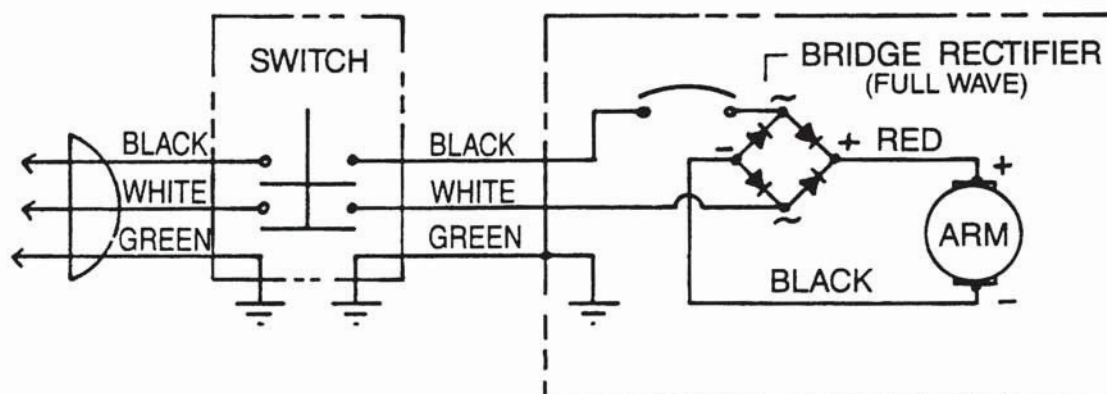 SWITCH
BRIDGE RECTIFIER
(FULL WAVE)
~
BLACK
BLACK
-
+
RED
WHITE
WHITE
~
+
GREEN
GREEN
ARM
BLACK
-